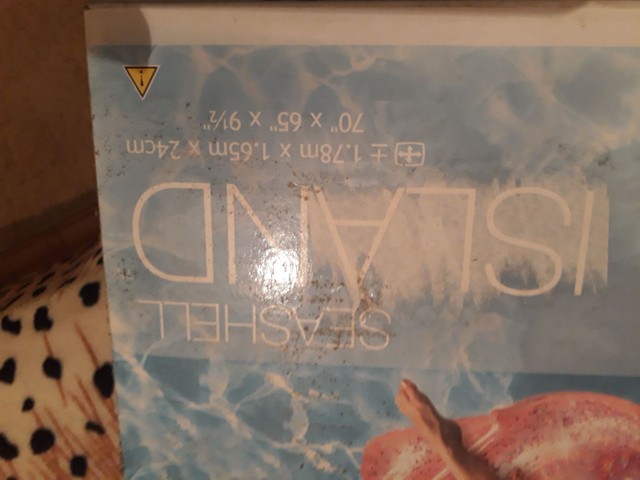 SEASHELL
ISLAND
± 1.78m x 1.65m x 24cm
70" x 65" x 9½"